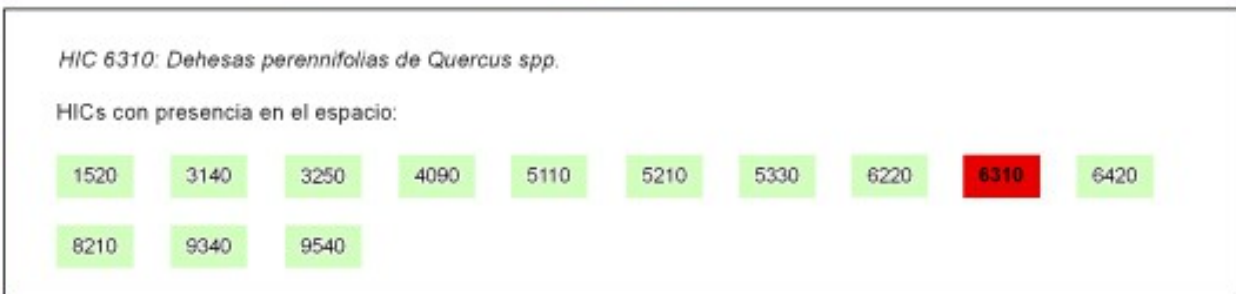 HIC 6310: Dehesas perennifolias de Quercus spp.
HICs con presencia en el espacio:
1520 3140 3250 4090 5110 5210 5330 6220 6310 6420
8210 9340 9540